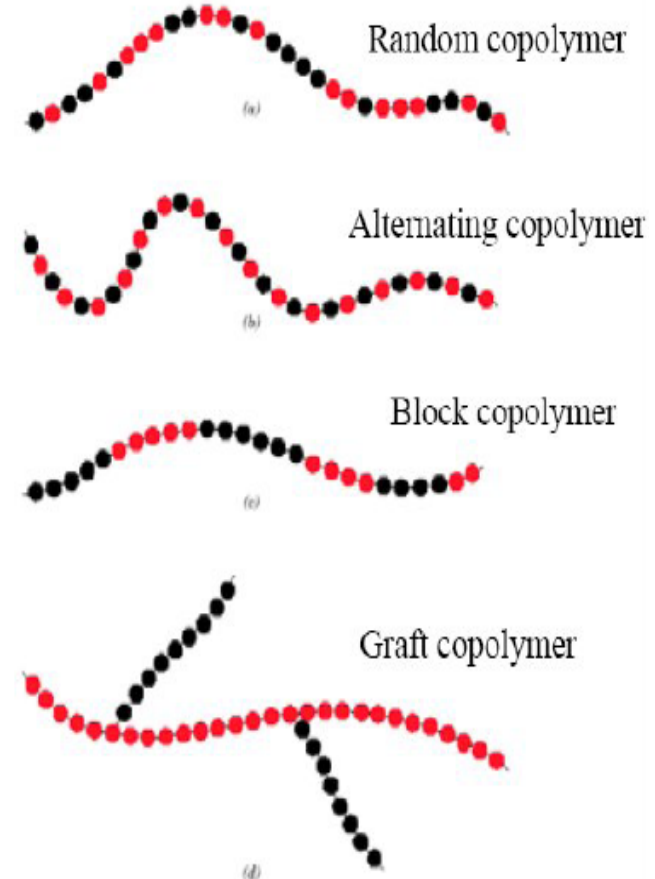 Random copolymer
(a)
Alternating copolymer
(b)
Block copolymer
(c)
Graft copolymer
(d)